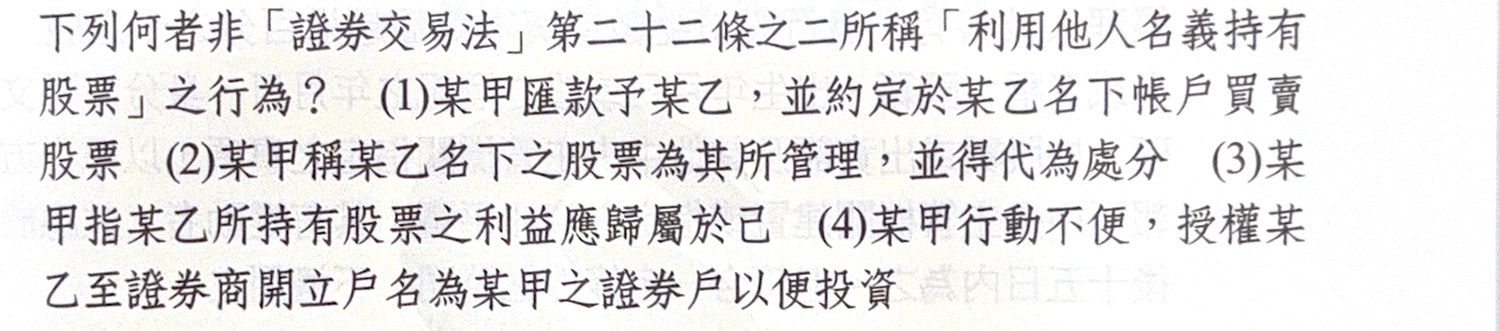 下列何者非「證券交易法」第二十二條之二所稱「利用他人名義持有
股票」之行為？　(1)某甲匯款予某乙，並約定於某乙名下帳戶買賣
股票　(2)某甲稱某乙名下之股票為其所管理，並得代為處分　(3)某
甲指某乙所持有股票之利益應歸屬於己　(4)某甲行動不便，授權某
乙至證券商開立戶名為某甲之證券戶以便投資